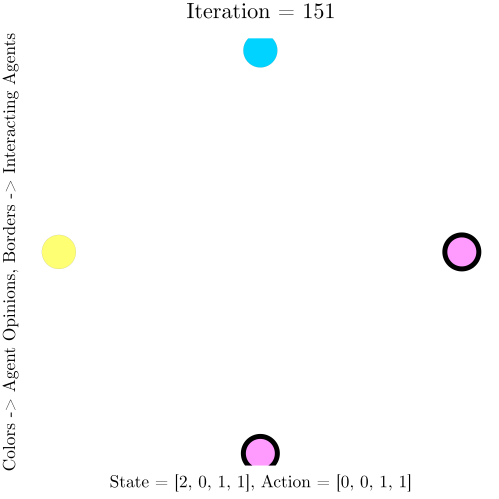 Iteration = 151
Colors -> Agent Opinions, Borders -> Interacting Agents
State = [2, 0, 1, 1], Action = [0, 0, 1, 1]